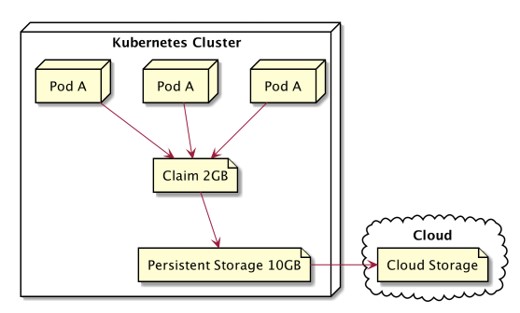 Kubernetes Cluster
Pod A
Pod A
Pod A
Claim 2GB
Cloud
Persistent Storage 10GB
Cloud Storage